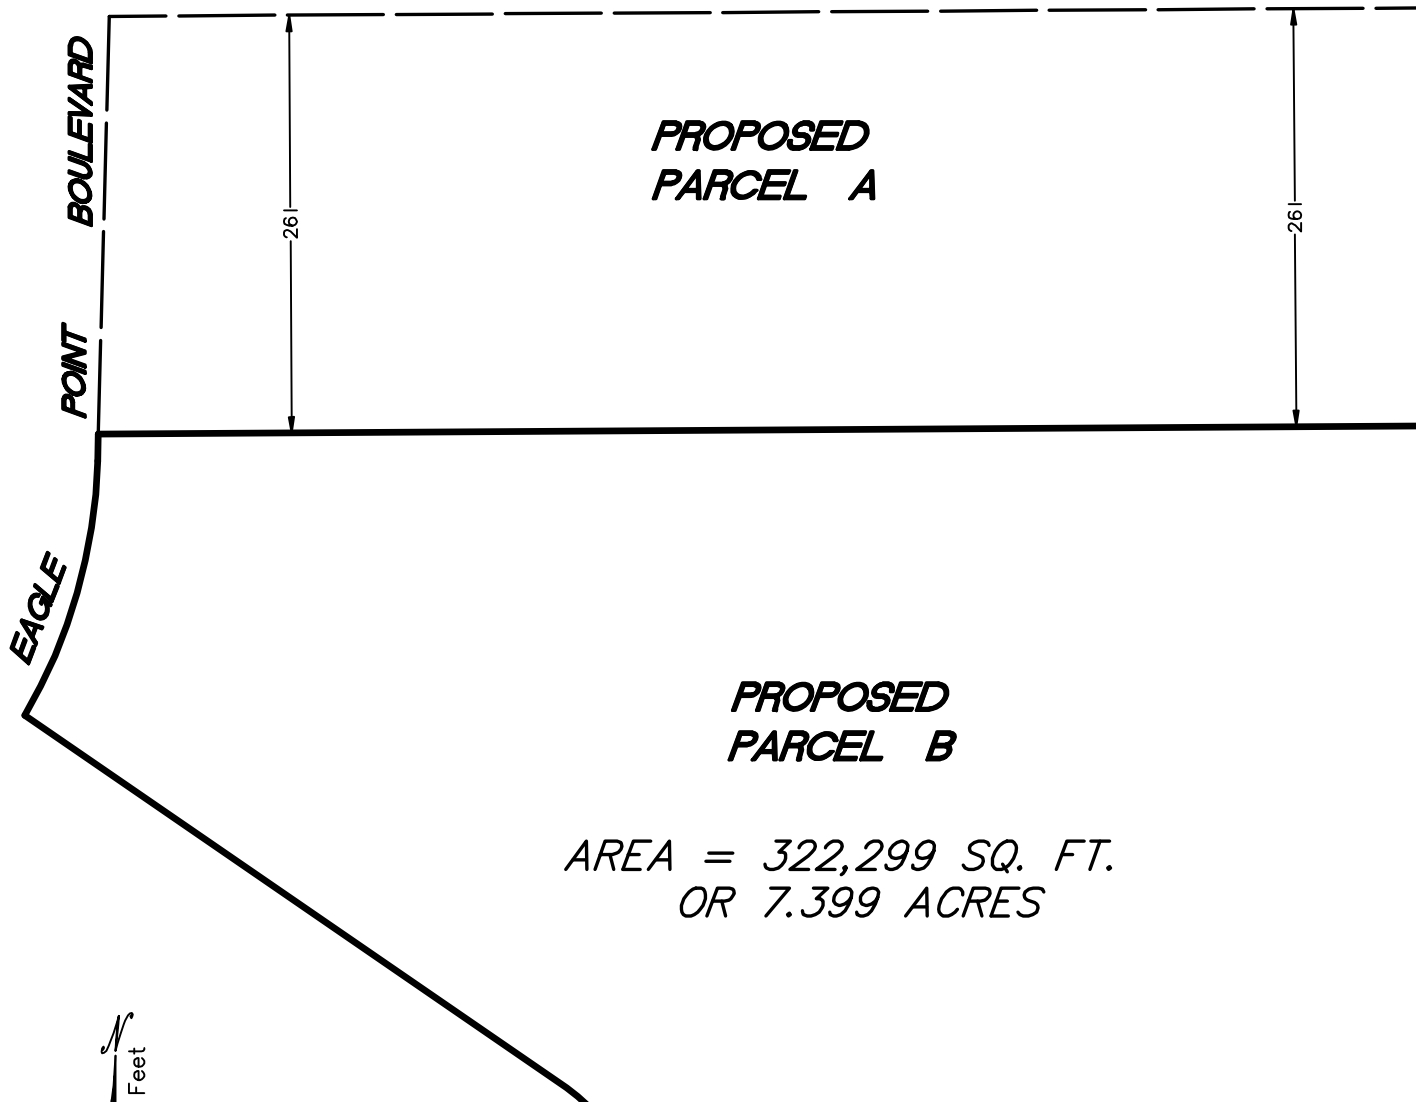 BOULEVARD
POINT
EAGLE
PROPOSED
PARCEL A
261
261
PROPOSED
PARCEL B
AREA = 322,299 SQ. FT.
OR 7.399 ACRES
N
Feet